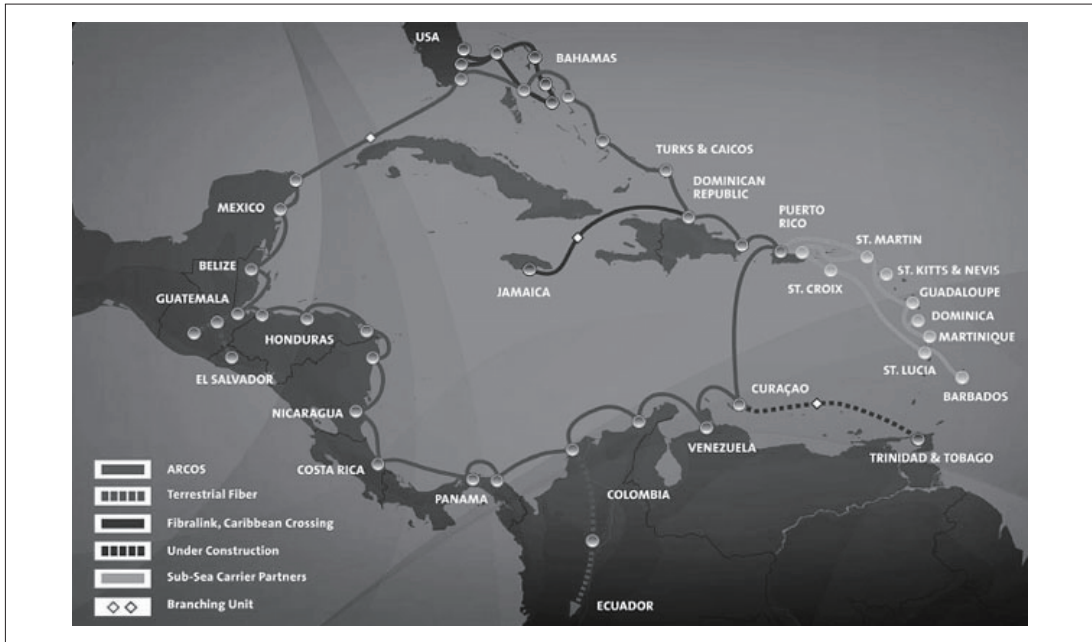 USA
BAHAMAS
TURKS & CAICOS
DOMINICAN
REPUBLIC
PUERTO
RICO
ST. MARTIN
ST. KITTS & NEVIS
ST. CROIX
GUADALOUPE
DOMINICA
MARTINIQUE
ST. LUCIA
BARBADOS
MEXICO
BELIZE
GUATEMALA
JAMAICA
HONDURAS
EL SALVADOR
NICARAGUA
CURAÇAO
VENEZUELA
TRINIDAD & TOBAGO
COSTA RICA
PANAMA
COLOMBIA
ECUADOR
ARCOS
Terrestrial Fiber
Fibralink, Caribbean Crossing
Under Construction
Sub-Sea Carrier Partners
Branching Unit